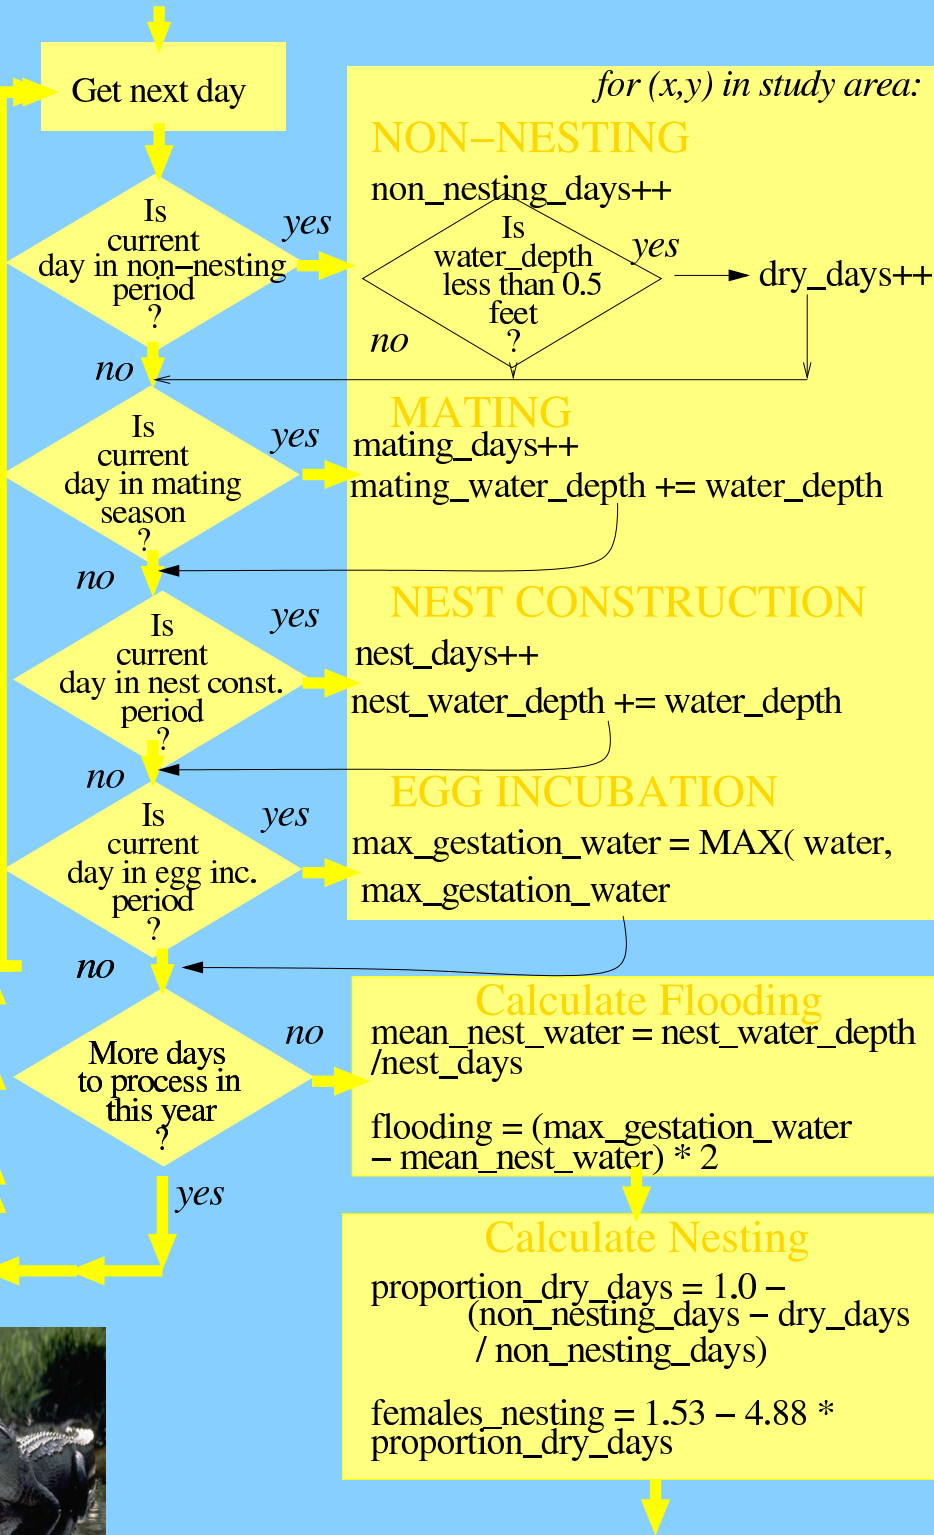 Get next day
for (x,y) in study area:
NON−NESTING
non_nesting_days++
Is
current
day in non−nesting
period
?
yes
Is
water_depth
less than 0.5
feet
?
yes
dry_days++
no
no
MATING
Is
current
day in mating
season
?
yes
mating_days++
mating_water_depth += water_depth
no
NEST CONSTRUCTION
Is
current
day in nest const.
period
?
yes
nest_days++
nest_water_depth += water_depth
no
EGG INCUBATION
Is
current
day in egg inc.
period
?
yes
max_gestation_water = MAX( water,
max_gestation_water
no
Calculate Flooding
More days
to process in
this year
?
no
mean_nest_water = nest_water_depth
/nest_days
flooding = (max_gestation_water
− mean_nest_water) * 2
yes
Calculate Nesting
proportion_dry_days = 1.0 −
(non_nesting_days − dry_days
/ non_nesting_days)
females_nesting = 1.53 − 4.88 *
proportion_dry_days